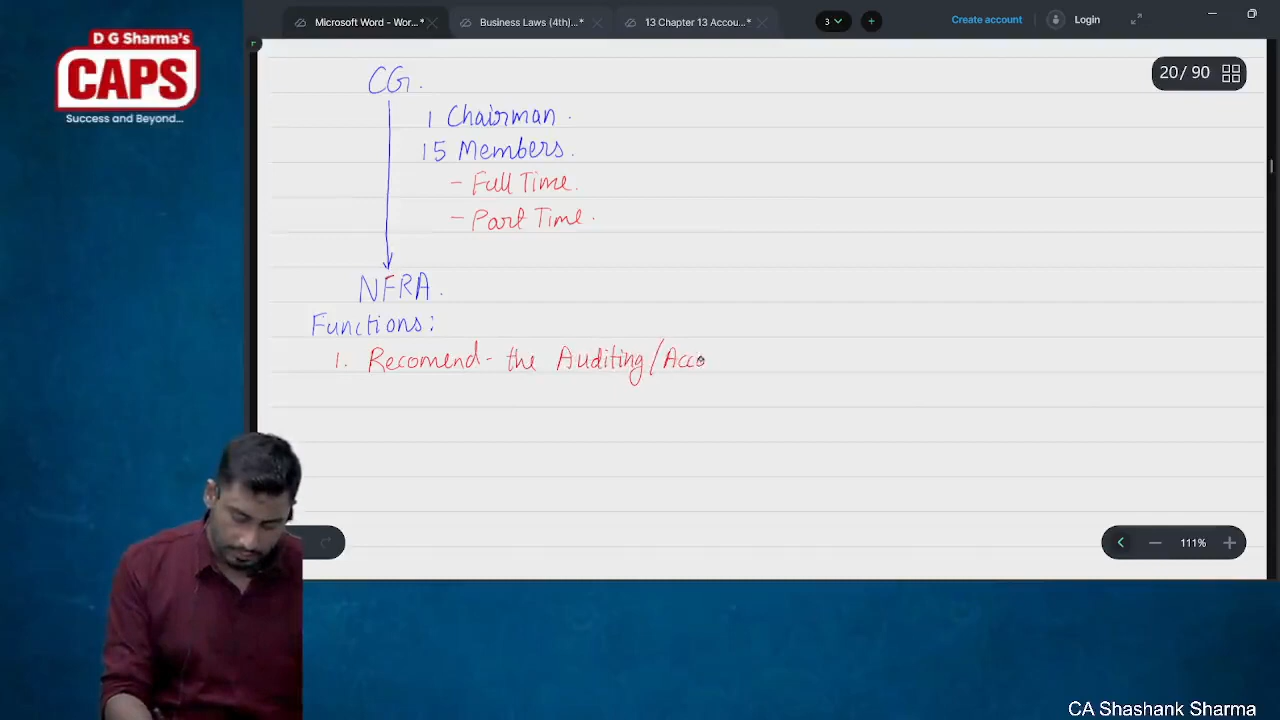 D G Sharma's
CAPS
Success and Beyond...
Microsoft Word - Wor...*
Business Laws (4th)...*
13 Chapter 13 Accou...*
3
Create account
Login
20 / 90
CG.
1 Chairman.
15 Members.
- Full Time.
- Part Time.
NFRA.
Functions:
1. Recomend - the Auditing/Acco
111%
CA Shashank Sharma